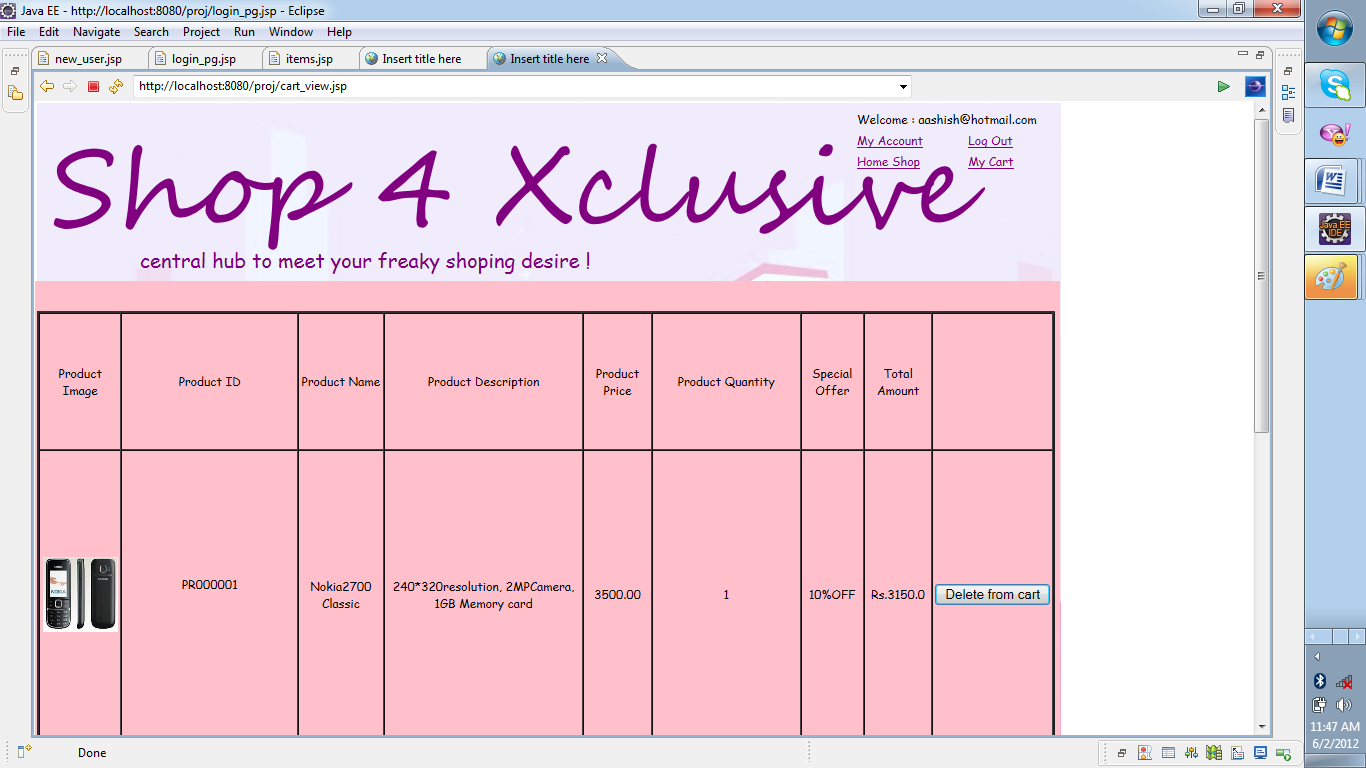 Java EE - http://localhost:8080/proj/login_pg.jsp - Eclipse
File Edit Navigate Search Project Run Window Help
new_user.jsp login_pg.jsp items.jsp Insert title here Insert title here
http://localhost:8080/proj/cart_view.jsp
Welcome : aashish@hotmail.com
My Account Log Out
Home Shop My Cart
Shop 4 Xclusive
central hub to meet your freaky shoping desire !
Product Image Product ID Product Name Product Description Product Price Product Quantity Special Offer Total Amount
PR000001 Nokia2700 Classic 240*320resolution, 2MPCamera, 1GB Memory card 3500.00 1 10%OFF Rs.3150.0 Delete from cart
NOKIA
Done
Java EE
IDE
11:47 AM
6/2/2012